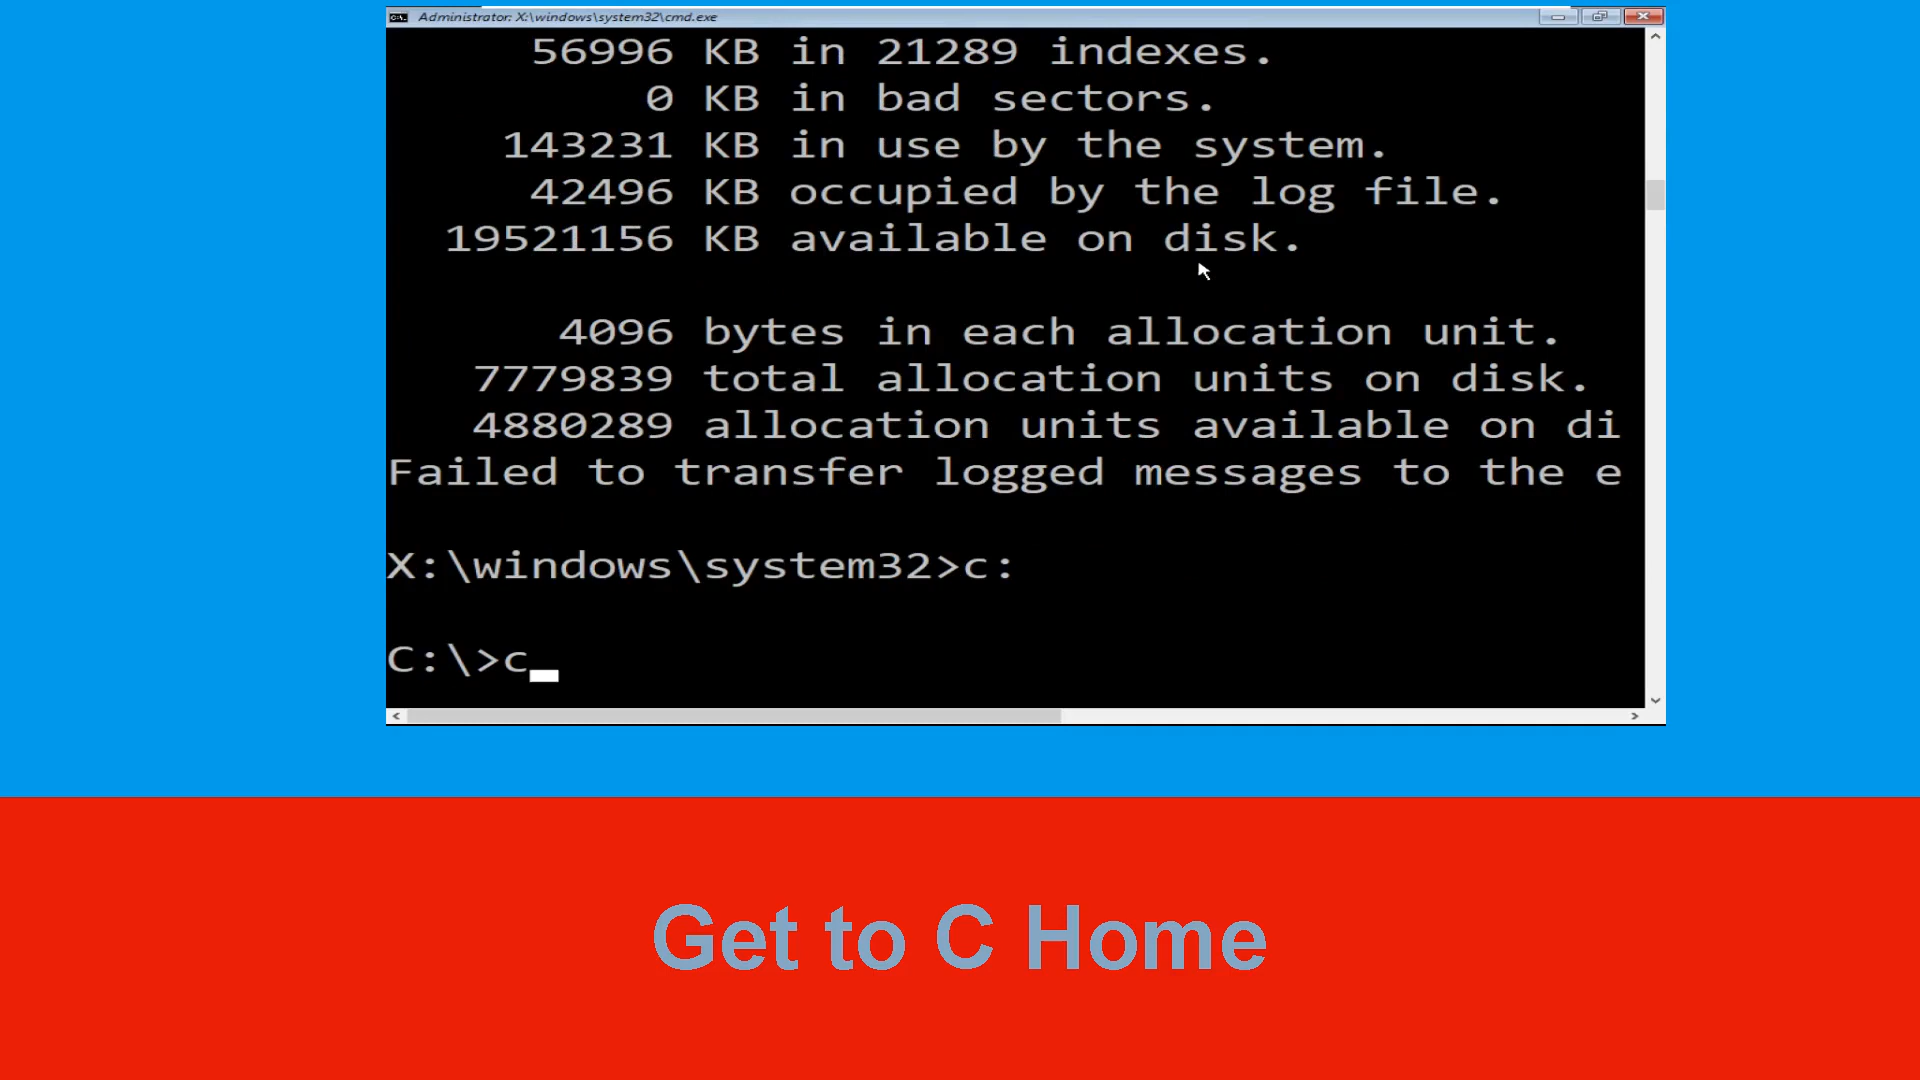 Administrator: X:\windows\system32\cmd.exe
56996 KB in 21289 indexes.
0 KB in bad sectors.
143231 KB in use by the system.
42496 KB occupied by the log file.
19521156 KB available on disk.
4096 bytes in each allocation unit.
7779839 total allocation units on disk.
4880289 allocation units available on di
Failed to transfer logged messages to the e
X:\windows\system32>c:
C:\>c
Get to C Home